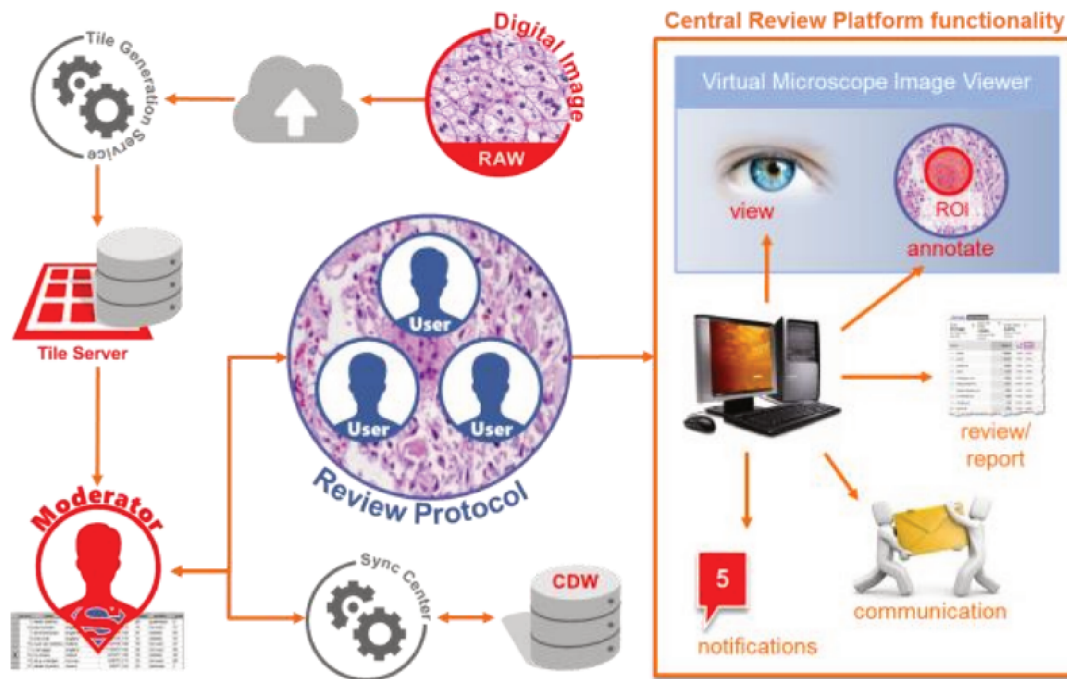 Central Review Platform functionality
Digital Image
RAW
Tile Generation Service
Virtual Microscope Image Viewer
view
ROI
annotate
Tile Server
User
User
User
Review Protocol
review/
report
Moderator
Sync Center
CDW
5
notifications
communication